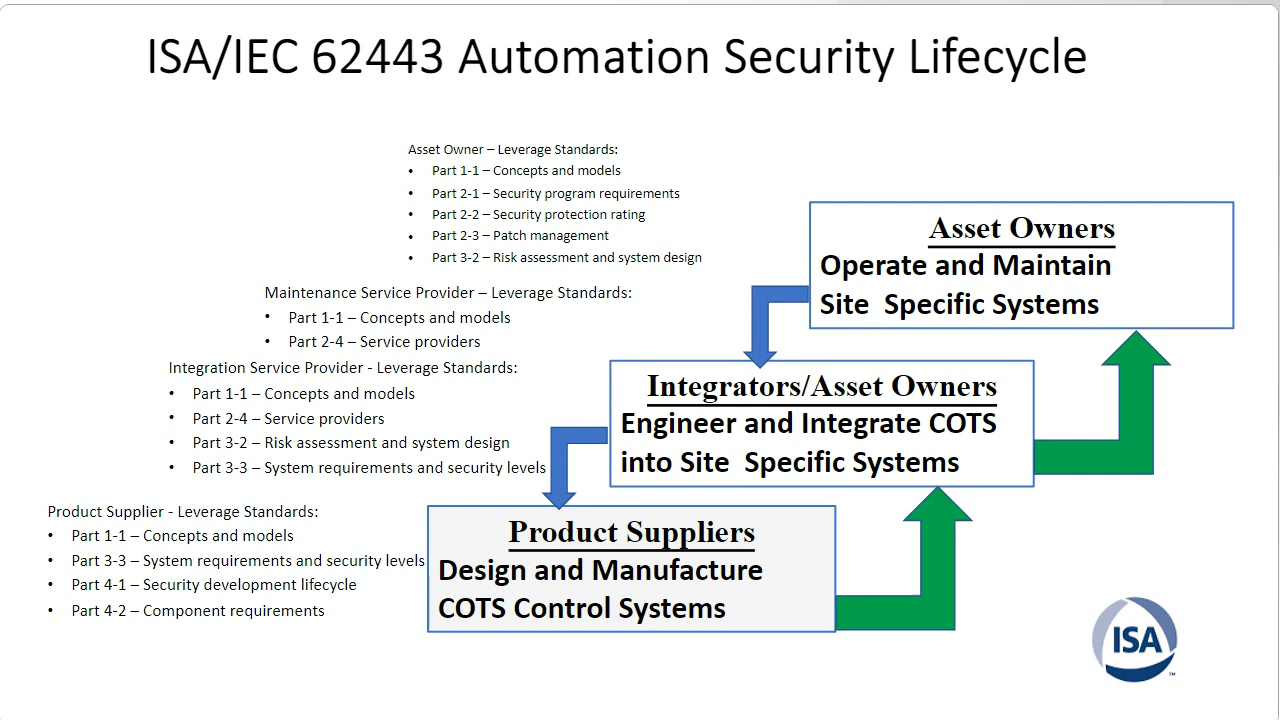 ISA/IEC 62443 Automation Security Lifecycle
Asset Owner – Leverage Standards:
• Part 1-1 – Concepts and models
• Part 2-1 – Security program requirements
• Part 2-2 – Security protection rating
• Part 2-3 – Patch management
• Part 3-2 – Risk assessment and system design
Maintenance Service Provider – Leverage Standards:
• Part 1-1 – Concepts and models
• Part 2-4 – Service providers
Integration Service Provider - Leverage Standards:
• Part 1-1 – Concepts and models
• Part 2-4 – Service providers
• Part 3-2 – Risk assessment and system design
• Part 3-3 – System requirements and security levels
Product Supplier - Leverage Standards:
• Part 1-1 – Concepts and models
• Part 3-3 – System requirements and security levels
• Part 4-1 – Security development lifecycle
• Part 4-2 – Component requirements
Asset Owners
Operate and Maintain
Site Specific Systems
Integrators/Asset Owners
Engineer and Integrate COTS
into Site Specific Systems
Product Suppliers
Design and Manufacture
COTS Control Systems
ISA
™